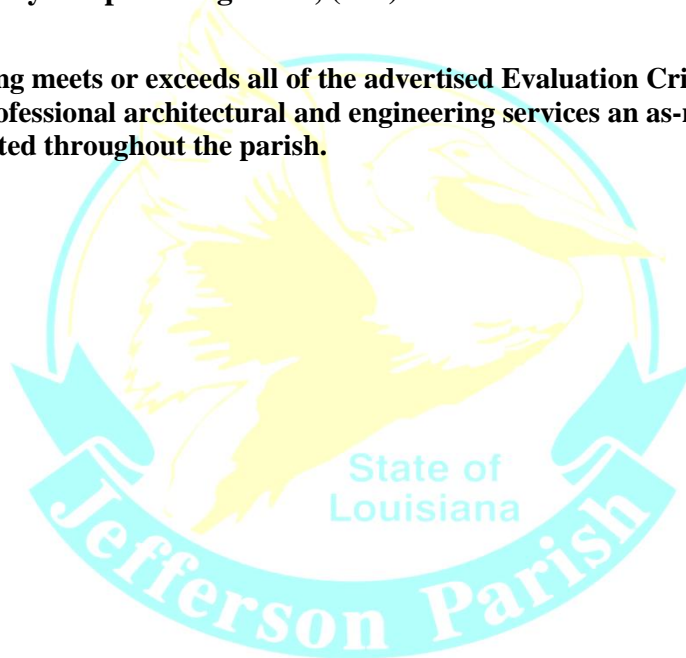 ng meets or exceeds all of the advertised Evaluation Cri
ofessional architectural and engineering services an as-
ted throughout the parish.
State of
Louisiana
Jefferson Parish